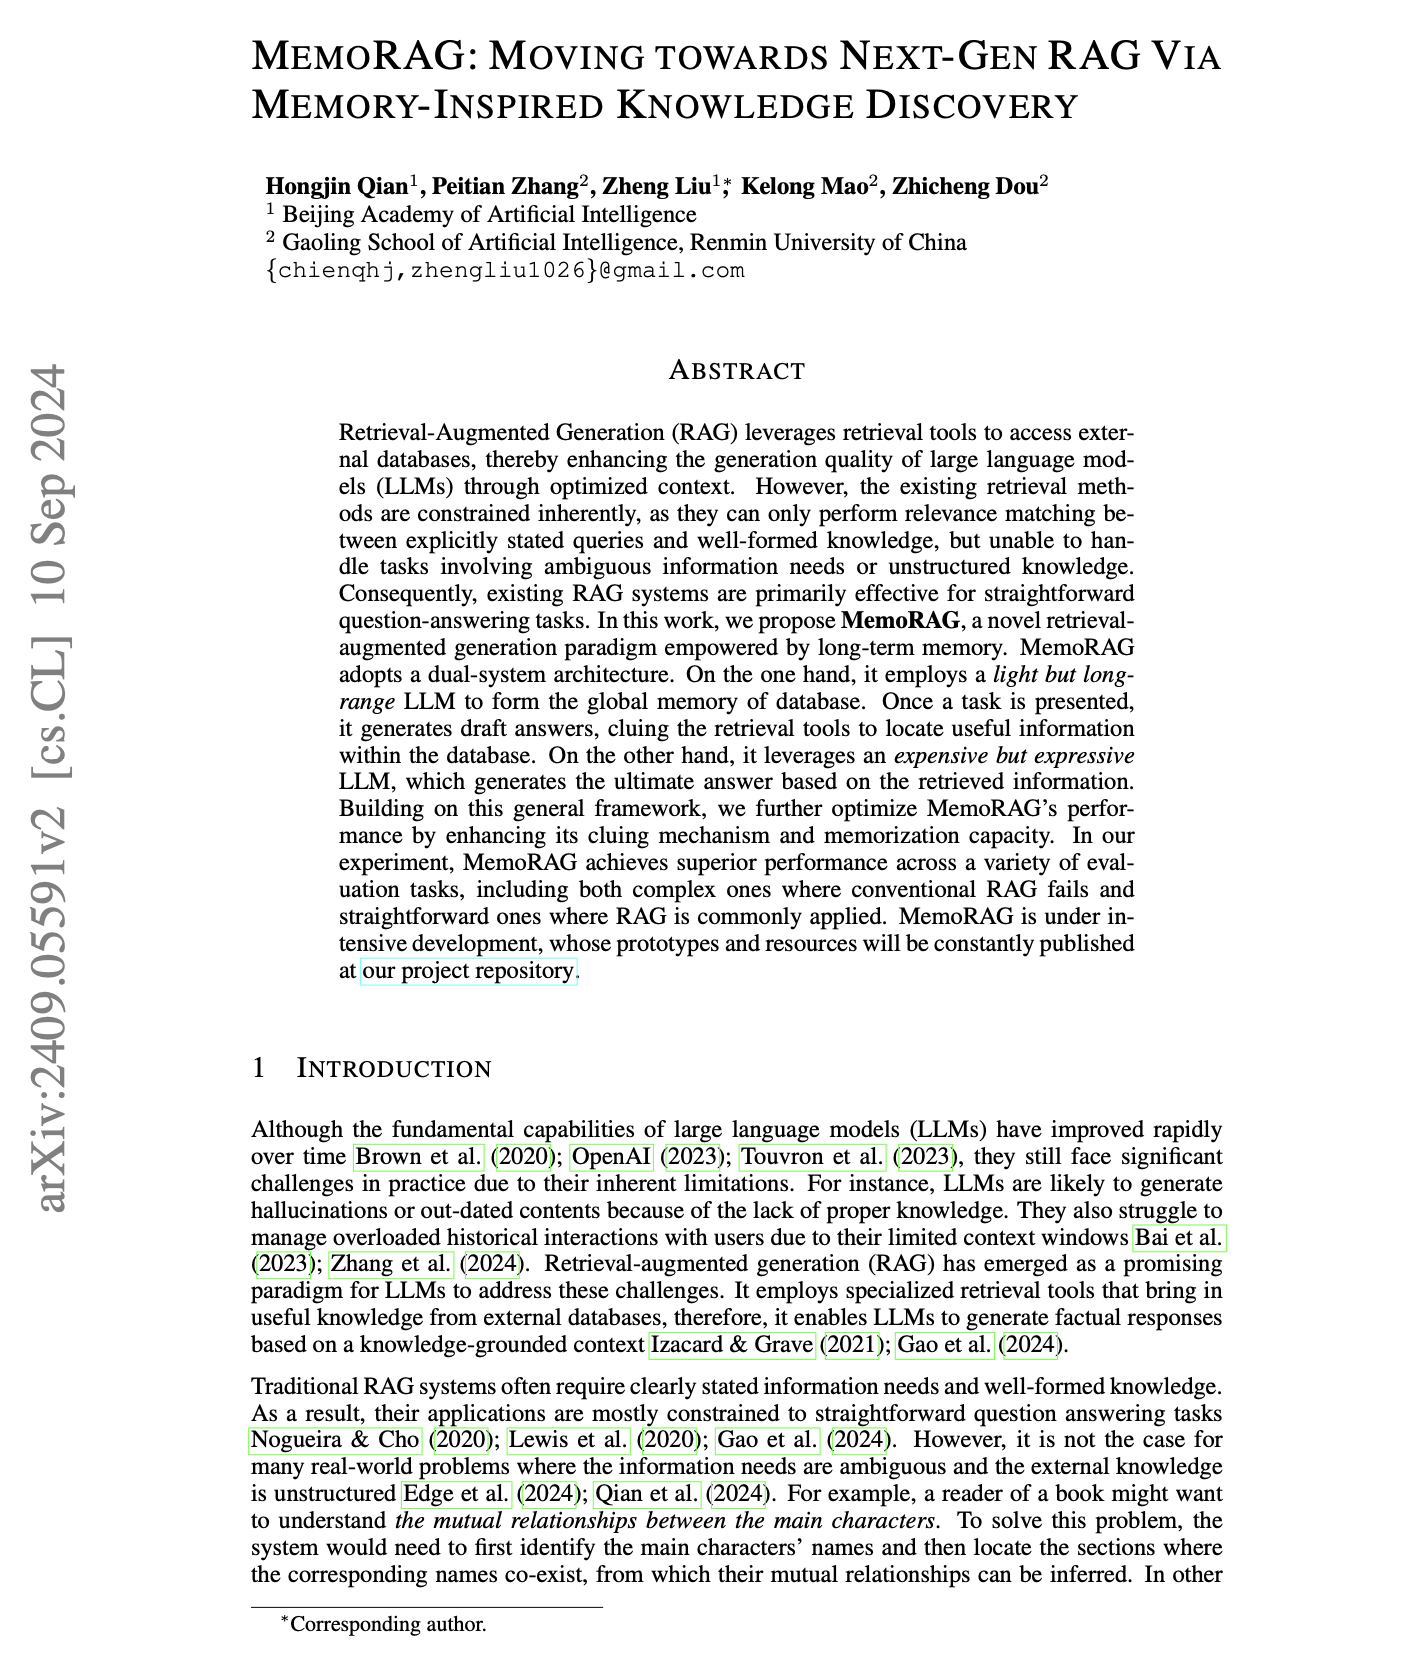 MEMORAG: MOVING TOWARDS NEXT-GEN RAG VIA
MEMORY-INSPIRED KNOWLEDGE DISCOVERY
Hongjin Qian1, Peitian Zhang2, Zheng Liu1,* Kelong Mao2, Zhicheng Dou2
1 Beijing Academy of Artificial Intelligence
2 Gaoling School of Artificial Intelligence, Renmin University of China
{chienqhj,zhengliu1026}@gmail.com
ABSTRACT
Retrieval-Augmented Generation (RAG) leverages retrieval tools to access exter-
nal databases, thereby enhancing the generation quality of large language mod-
els (LLMs) through optimized context. However, the existing retrieval meth-
ods are constrained inherently, as they can only perform relevance matching be-
tween explicitly stated queries and well-formed knowledge, but unable to han-
dle tasks involving ambiguous information needs or unstructured knowledge.
Consequently, existing RAG systems are primarily effective for straightforward
question-answering tasks. In this work, we propose MemoRAG, a novel retrieval-
augmented generation paradigm empowered by long-term memory. MemoRAG
adopts a dual-system architecture. On the one hand, it employs a light but long-
range LLM to form the global memory of database. Once a task is presented,
it generates draft answers, cluing the retrieval tools to locate useful information
within the database. On the other hand, it leverages an expensive but expressive
LLM, which generates the ultimate answer based on the retrieved information.
Building on this general framework, we further optimize MemoRAG's perfor-
mance by enhancing its cluing mechanism and memorization capacity. In our
experiment, MemoRAG achieves superior performance across a variety of eval-
uation tasks, including both complex ones where conventional RAG fails and
straightforward ones where RAG is commonly applied. MemoRAG is under in-
tensive development, whose prototypes and resources will be constantly published
at our project repository.
1 INTRODUCTION
Although the fundamental capabilities of large language models (LLMs) have improved rapidly
over time Brown et al. (2020); OpenAI (2023); Touvron et al. (2023), they still face significant
challenges in practice due to their inherent limitations. For instance, LLMs are likely to generate
hallucinations or out-dated contents because of the lack of proper knowledge. They also struggle to
manage overloaded historical interactions with users due to their limited context windows Bai et al.
(2023); Zhang et al. (2024). Retrieval-augmented generation (RAG) has emerged as a promising
paradigm for LLMs to address these challenges. It employs specialized retrieval tools that bring in
useful knowledge from external databases, therefore, it enables LLMs to generate factual responses
based on a knowledge-grounded context Izacard & Grave (2021); Gao et al. (2024).
Traditional RAG systems often require clearly stated information needs and well-formed knowledge.
As a result, their applications are mostly constrained to straightforward question answering tasks
Nogueira & Cho (2020); Lewis et al. (2020); Gao et al. (2024). However, it is not the case for
many real-world problems where the information needs are ambiguous and the external knowledge
is unstructured Edge et al. (2024); Qian et al. (2024). For example, a reader of a book might want
to understand the mutual relationships between the main characters. To solve this problem, the
system would need to first identify the main characters' names and then locate the sections where
the corresponding names co-exist, from which their mutual relationships can be inferred. In other
*Corresponding author.
arXiv:2409.05591v2 [cs.CL] 10 Sep 2024